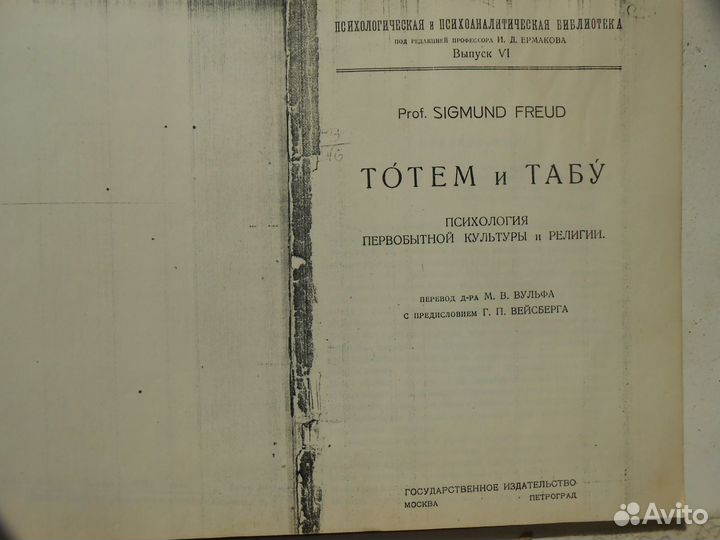 ПСИХОЛОГИЧЕСКАЯ и ПСИХОАНАЛИТИЧЕСКАЯ БИБЛИОТЕКА
ПОД РЕДАКЦИЕЙ ПРОФЕССОРА И. Д. ЕРМАКОВА
Выпуск VI
Prof. SIGMUND FREUD
ТО́ТЕМ и ТАБУ́
ПСИХОЛОГИЯ
ПЕРВОБЫТНОЙ КУЛЬТУРЫ и РЕЛИГИИ.
ПЕРЕВОД Д-РА М. В. ВУЛЬФА
С ПРЕДИСЛОВИЕМ Г. П. ВЕЙСБЕРГА
ГОСУДАРСТВЕННОЕ ИЗДАТЕЛЬСТВО
МОСКВА ПЕТРОГРАД
Avito